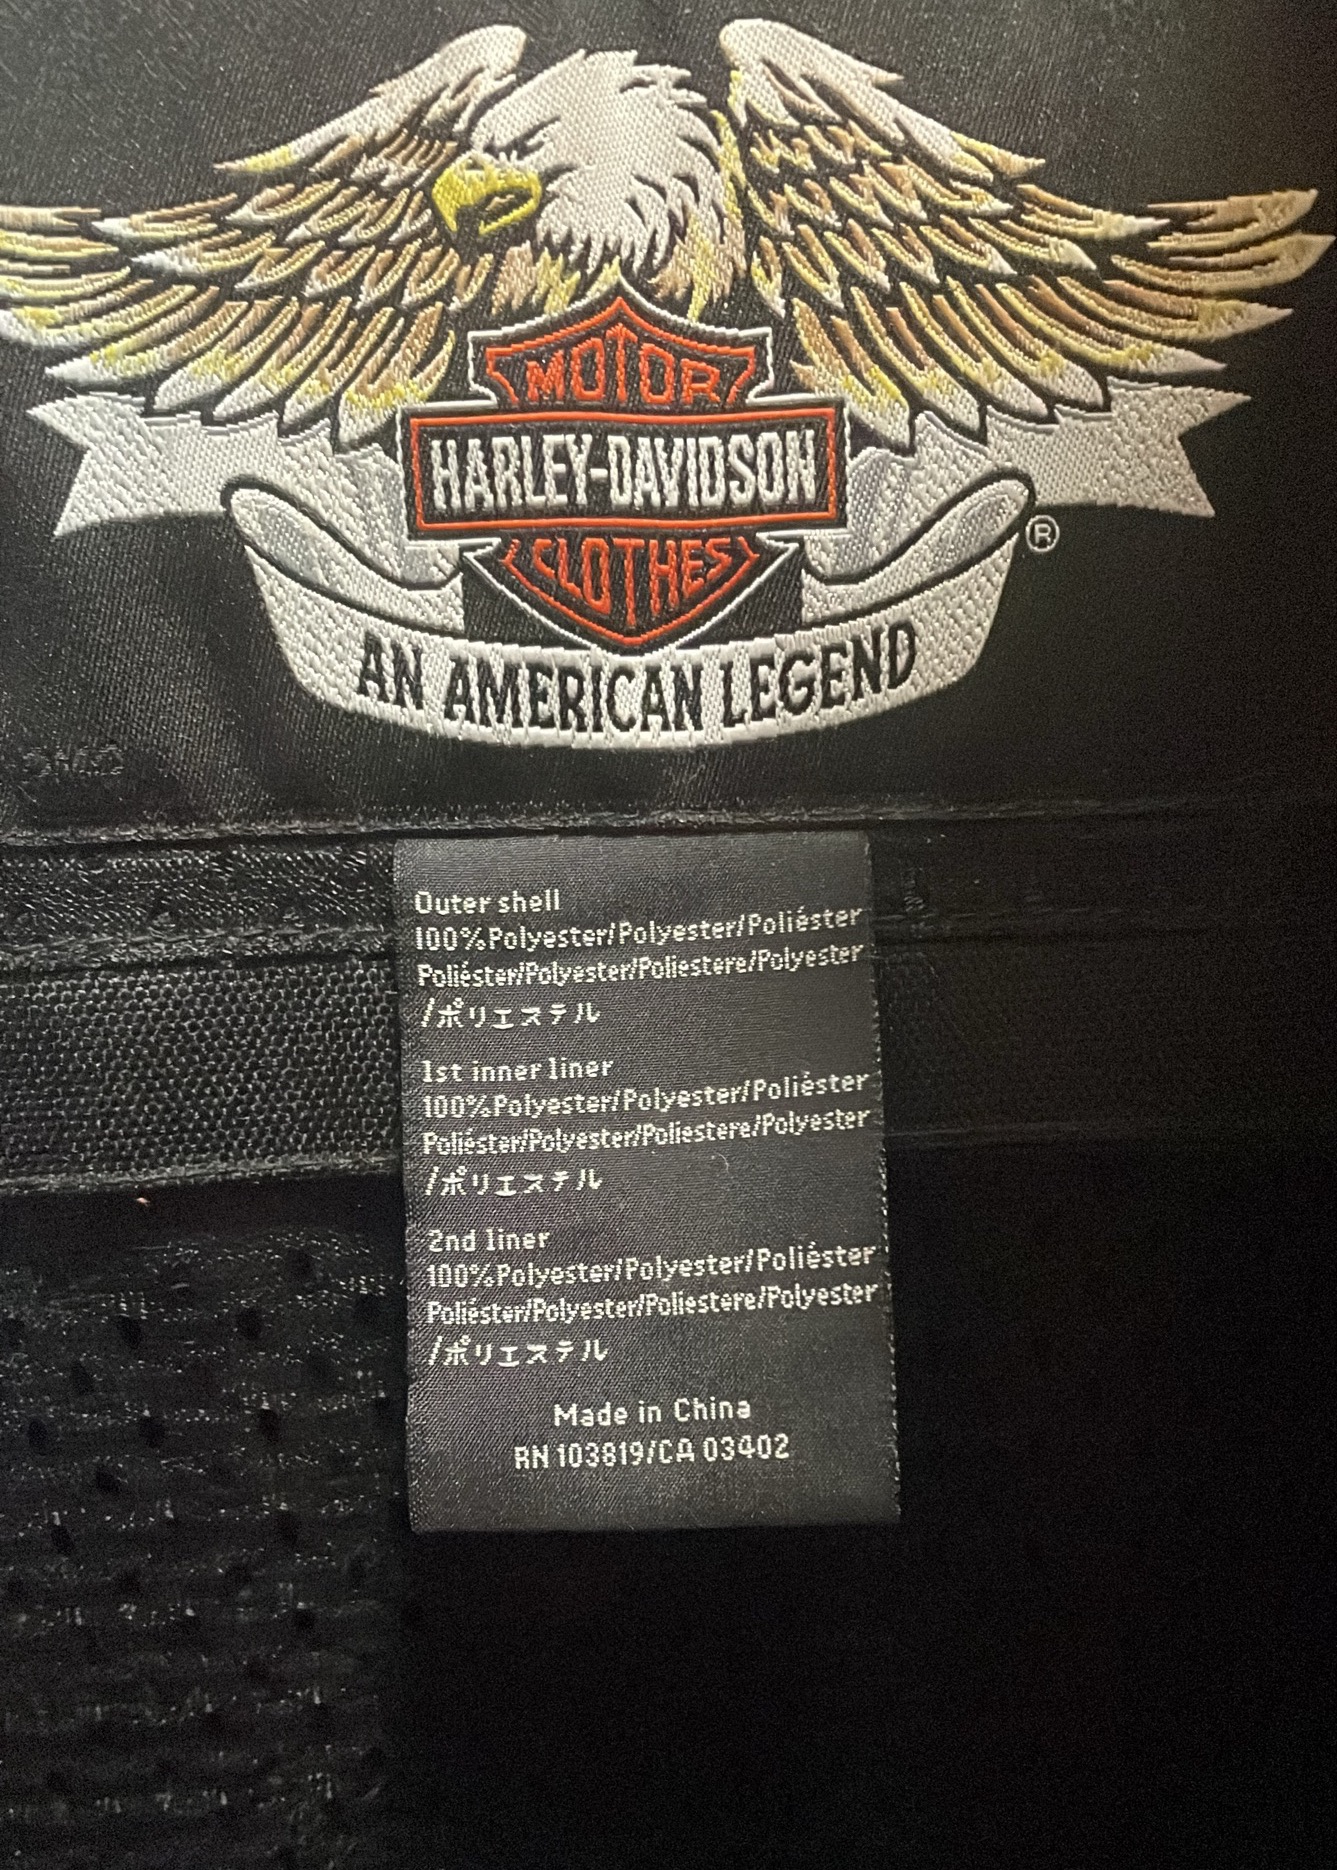 MOTOR
HARLEY-DAVIDSON
CLOTHES
®
AN AMERICAN LEGEND
Outer shell
100%Polyester/Polyester/Poliéster
Poliéster/Polyester/Poliestere/Polyester
/ポリエステル
1st inner liner
100%Polyester/Polyester/Poliéster
Poliéster/Polyester/Poliestere/Polyester
/ポリエステル
2nd liner
100%Polyester/Polyester/Poliéster
Poliéster/Polyester/Poliestere/Polyester
/ポリエステル
Made in China
RN 103819/CA 03402